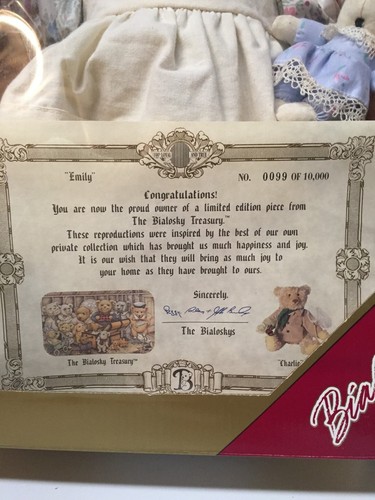 "Emily"
NO. 0099 OF 10,000
Congratulations!
You are now the proud owner of a limited edition piece from
The Bialosky Treasury.™
These reproductions were inspired by the best of our own
private collection which has brought us much happiness and joy.
It is our wish that they will being as much joy to
your home as they have brought to ours.
Sincerely,
The Bialoskys
The Bialosky Treasury™
"Charlie"
B
Bial